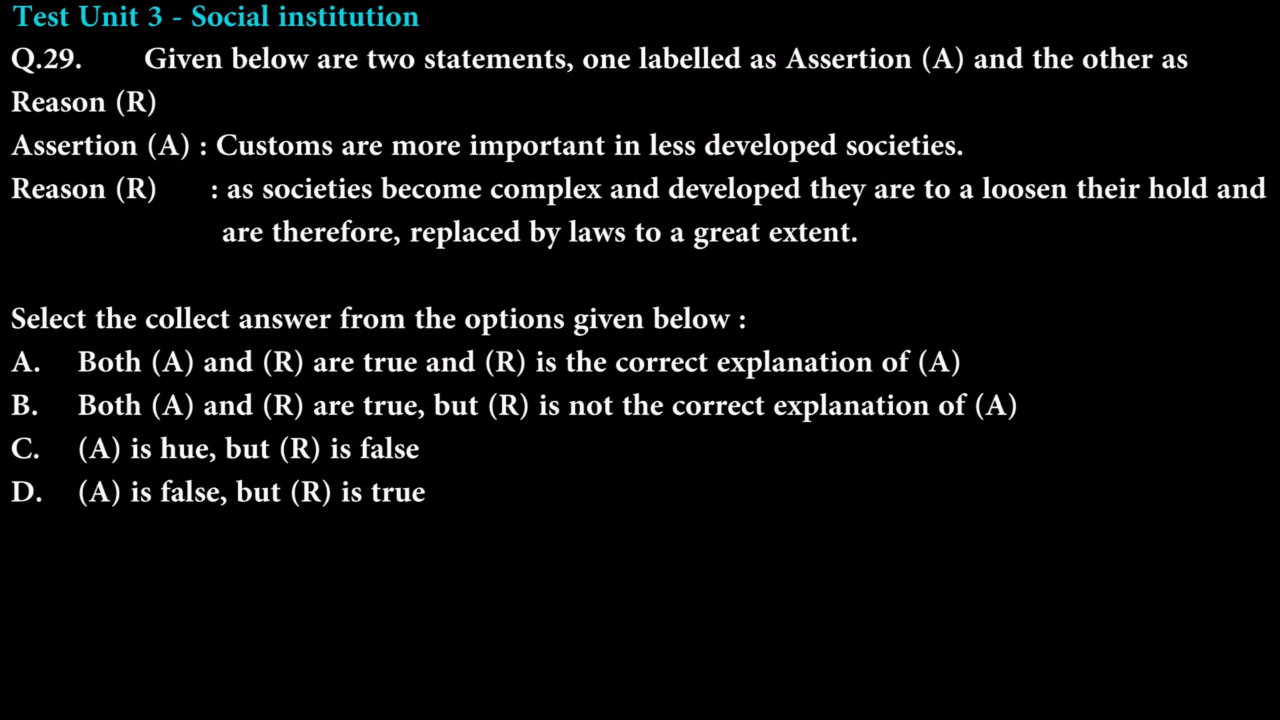 Test Unit 3 - Social institution
Q.29. Given below are two statements, one labelled as Assertion (A) and the other as
Reason (R)
Assertion (A) : Customs are more important in less developed societies.
Reason (R) : as societies become complex and developed they are to a loosen their hold and
are therefore, replaced by laws to a great extent.
Select the collect answer from the options given below :
A. Both (A) and (R) are true and (R) is the correct explanation of (A)
B. Both (A) and (R) are true, but (R) is not the correct explanation of (A)
C. (A) is hue, but (R) is false
D. (A) is false, but (R) is true